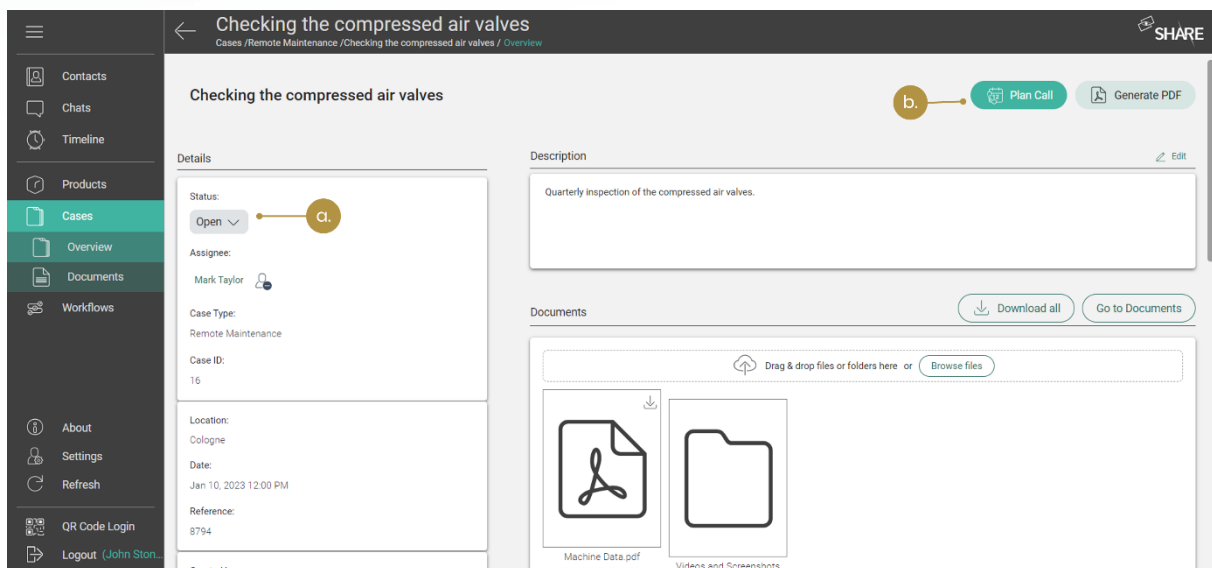 Checking the compressed air valves
Cases /Remote Maintenance /Checking the compressed air valves / Overview
SHARE
Contacts
Chats
Timeline
Products
Cases
Overview
Documents
Workflows
About
Settings
Refresh
QR Code Login
Logout (John Ston...
Checking the compressed air valves
b.
Plan Call
Generate PDF
Details
Status:
Open
a.
Assignee:
Mark Taylor
Case Type:
Remote Maintenance
Case ID:
16
Location:
Cologne
Date:
Jan 10, 2023 12:00 PM
Reference:
8794
Description
Edit
Quarterly inspection of the compressed air valves.
Documents
Download all
Go to Documents
Drag & drop files or folders here or Browse files
Machine Data.pdf
Videos and Screenshots